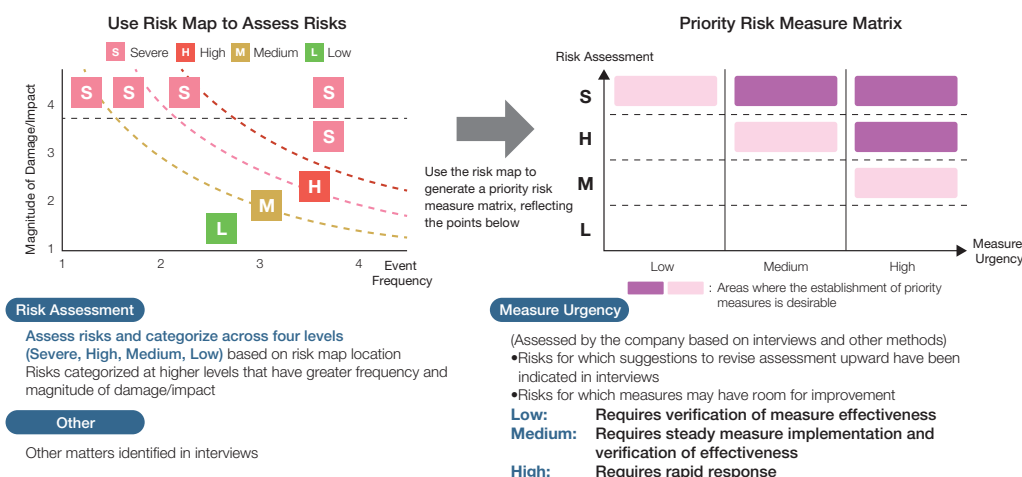 Use Risk Map to Assess Risks
S Severe H High M Medium L Low
Magnitude of Damage/Impact
4
3
2
1
S S S S
S
H
M
L
1 2 3 4
Event
Frequency
Use the risk map to
generate a priority risk
measure matrix, reflecting
the points below
Priority Risk Measure Matrix
Risk Assessment
S
H
M
L
Low Medium High
Measure
Urgency
: Areas where the establishment of priority
measures is desirable
Risk Assessment
Assess risks and categorize across four levels
(Severe, High, Medium, Low) based on risk map location
Risks categorized at higher levels that have greater frequency and
magnitude of damage/impact
Other
Other matters identified in interviews
Measure Urgency
(Assessed by the company based on interviews and other methods)
•Risks for which suggestions to revise assessment upward have been
indicated in interviews
•Risks for which measures may have room for improvement
Low: Requires verification of measure effectiveness
Medium: Requires steady measure implementation and
verification of effectiveness
High: Requires rapid response